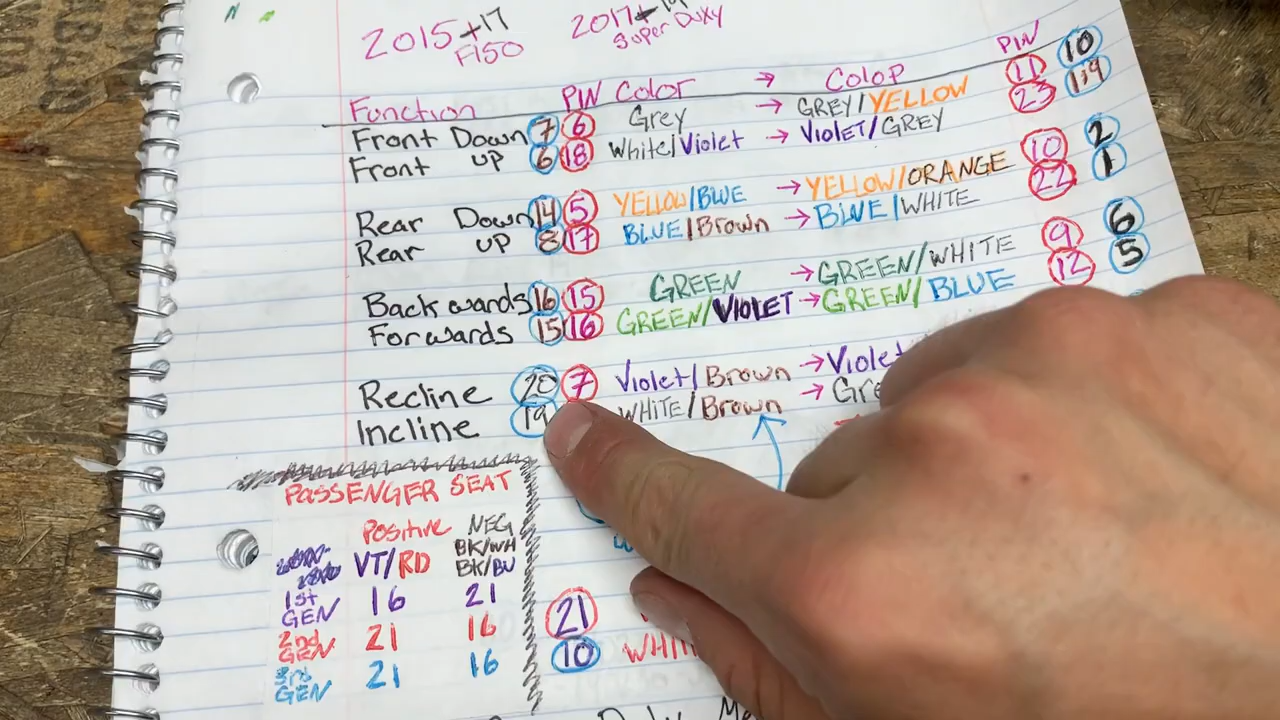 2015+17 2017+19
F150 Super Duty
Function PIN Color → Color PIN
Front Down 7 6 Grey → GREY/YELLOW 11 10
Front UP 6 18 White/Violet → Violet/GREY 23 119
Rear Down 14 5 YELLOW/BLUE → YELLOW/ORANGE 10 2
Rear UP 8 17 BLUE/Brown → BLUE/WHITE 22 1
Backwards 16 15 GREEN → GREEN/WHITE 9 6
Forwards 15 16 GREEN/VIOLET → GREEN/BLUE 12 5
Recline 20 7 Violet/Brown → Violet
Incline 19 WHITE/Brown → Gre
PASSENGER SEAT
Positive NEG
VT/RD BK/WH
BK/BU
1st GEN 16 21
2nd GEN 21 16
3rd GEN 21 16
21
10 WHIT